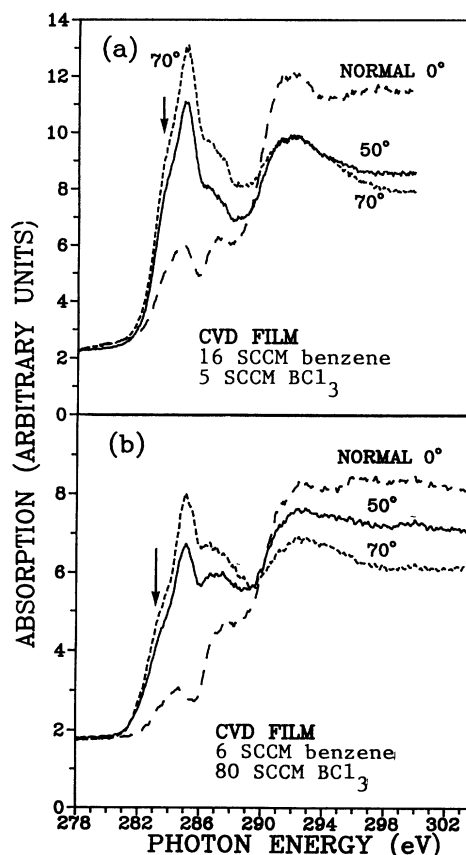 14
(a)
70°
NORMAL 0°
12
10
50°
8
70°
6
4
CVD FILM
16 SCCM benzene
5 SCCM BCl3
2
0
ABSORPTION (ARBITRARY UNITS)
(b)
NORMAL 0°
8
50°
6
70°
4
2
CVD FILM
6 SCCM benzene
80 SCCM BCl3
0
278 282 286 290 294 298 302
PHOTON ENERGY (eV)